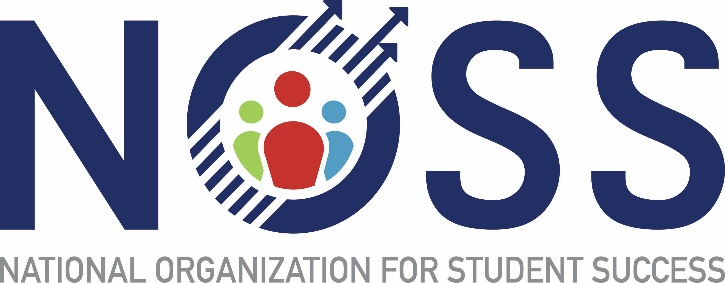 NOSS
NATIONAL ORGANIZATION FOR STUDENT SUCCESS